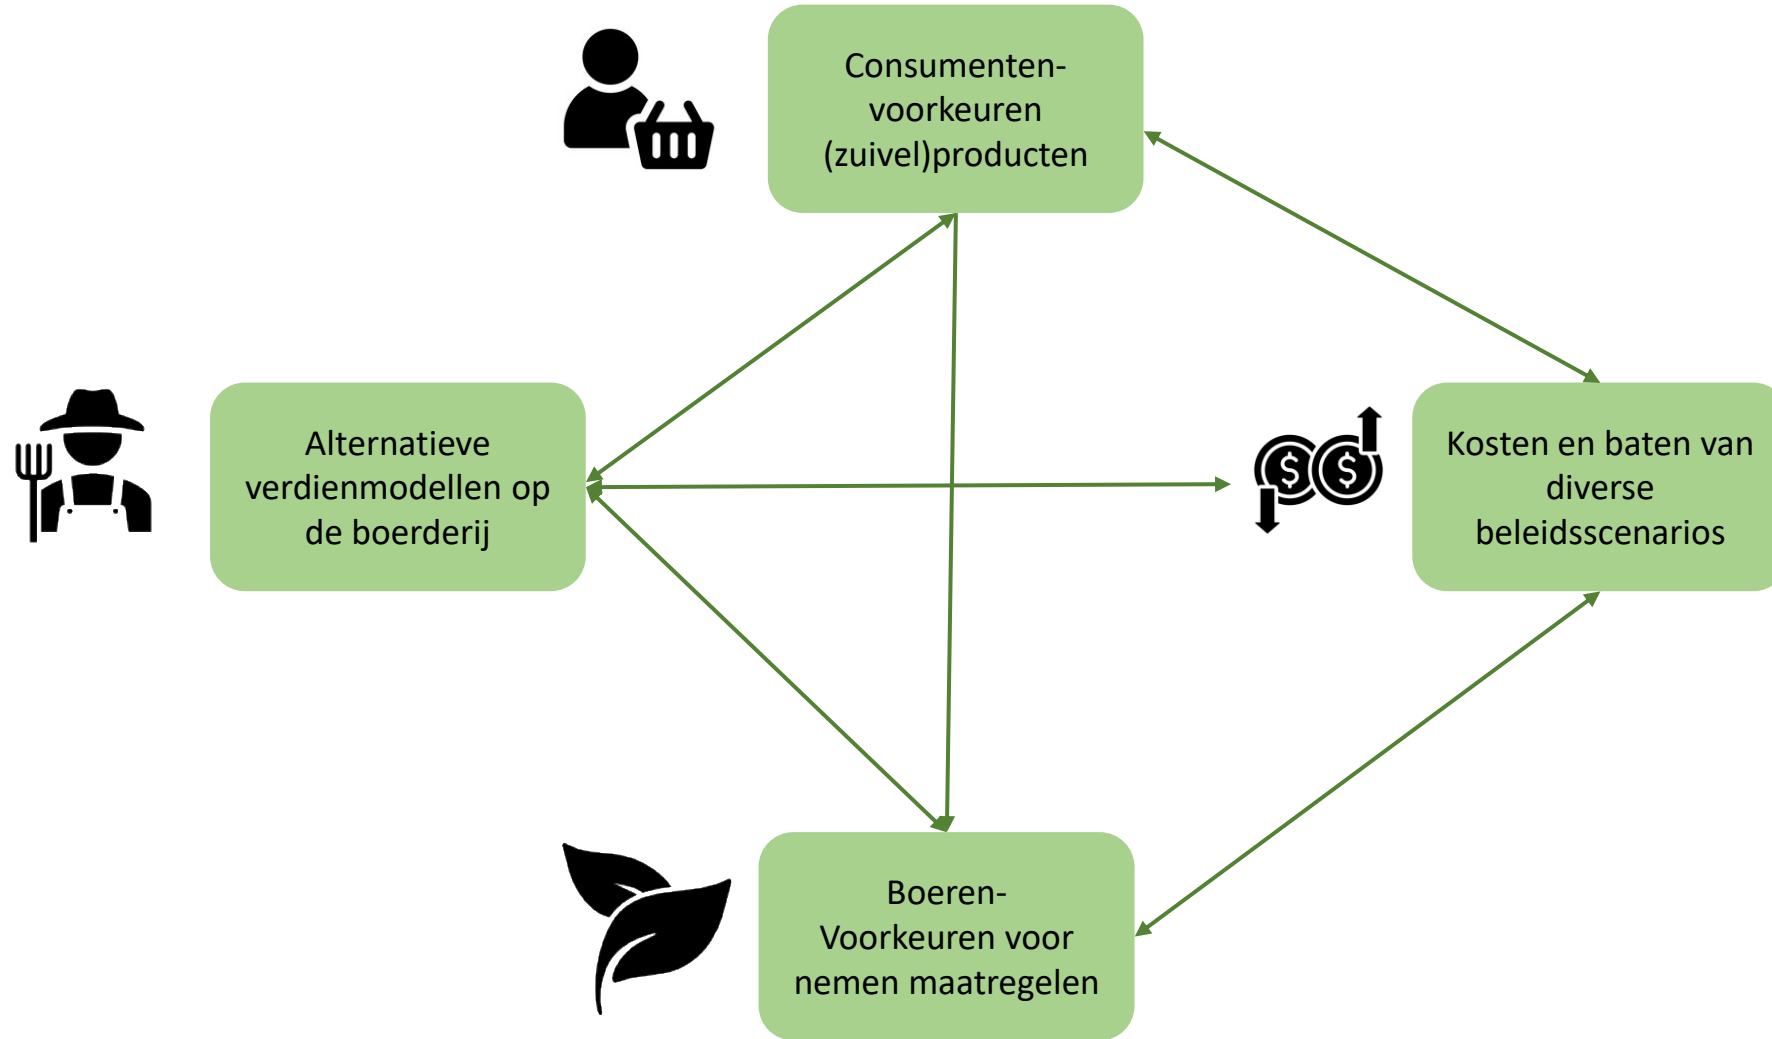 Consumenten-
voorkeuren
(zuivel)producten
Alternatieve
verdienmodellen op
de boerderij
$ $
Kosten en baten van
diverse
beleidsscenarios
Boeren-
Voorkeuren voor
nemen maatregelen